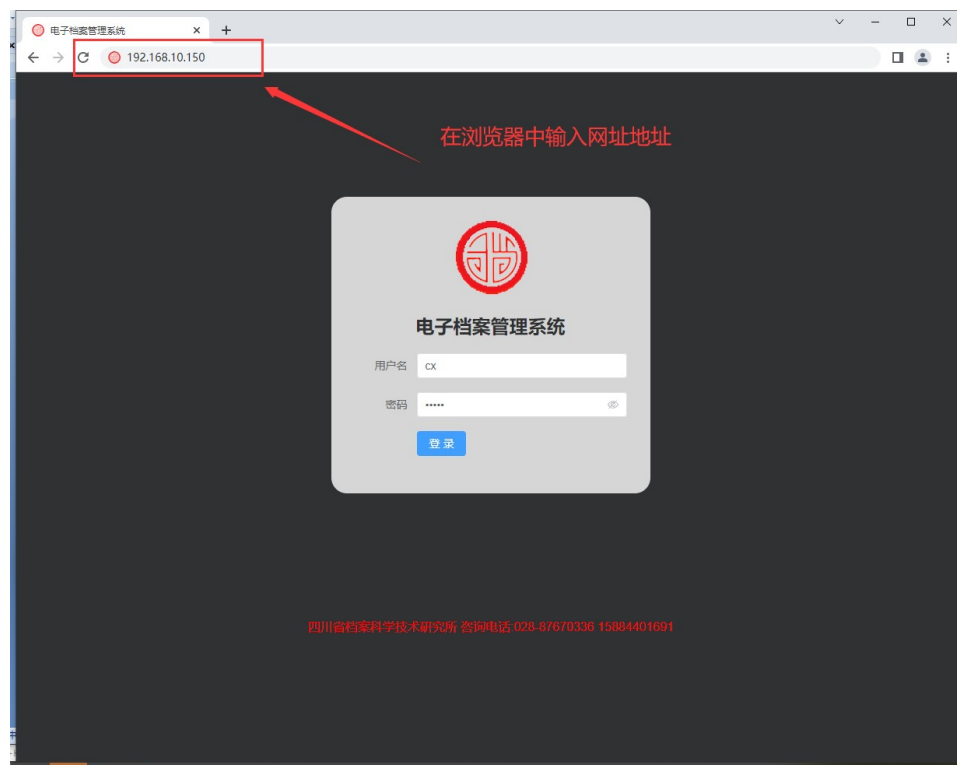 电子档案管理系统
192.168.10.150
在浏览器中输入网址地址
电子档案管理系统
用户名 cx
密码 •••••
登 录
四川省档案科学技术研究所 咨询电话:028-87670336 15884401691